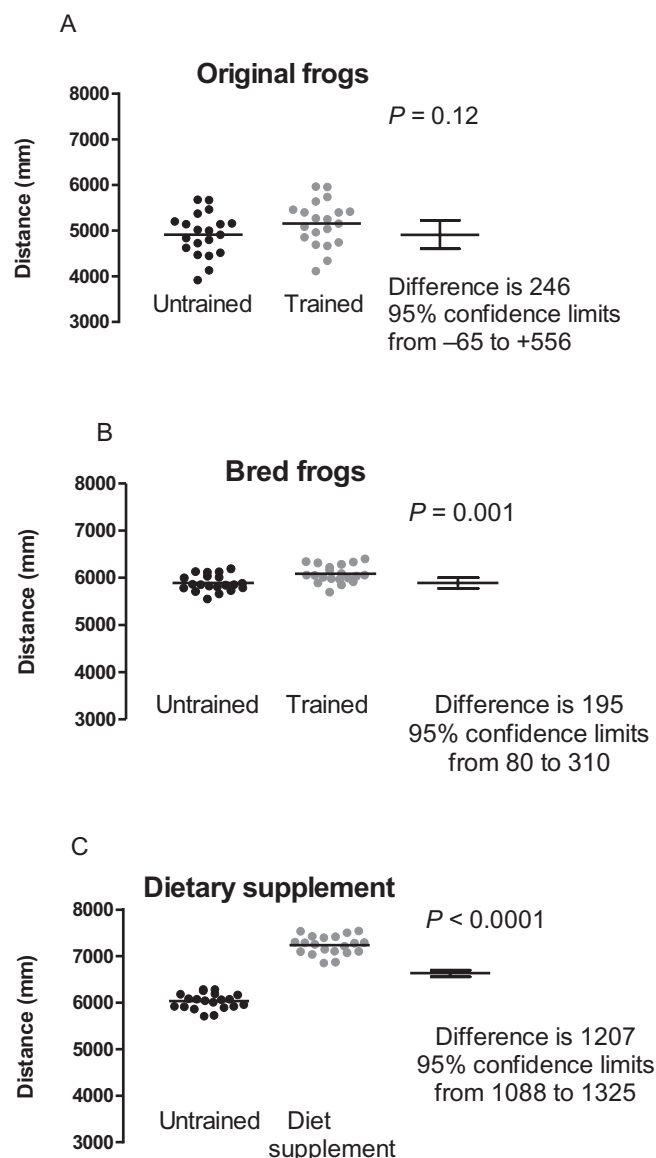 A
Original frogs
8000
7000
6000
5000
4000
3000
Distance (mm)
P = 0.12
Untrained
Trained
Difference is 246
95% confidence limits
from –65 to +556
B
Bred frogs
8000
7000
6000
5000
4000
3000
Distance (mm)
P = 0.001
Untrained
Trained
Difference is 195
95% confidence limits
from 80 to 310
C
Dietary supplement
8000
7000
6000
5000
4000
3000
Distance (mm)
P < 0.0001
Untrained
Diet
supplement
Difference is 1207
95% confidence limits
from 1088 to 1325